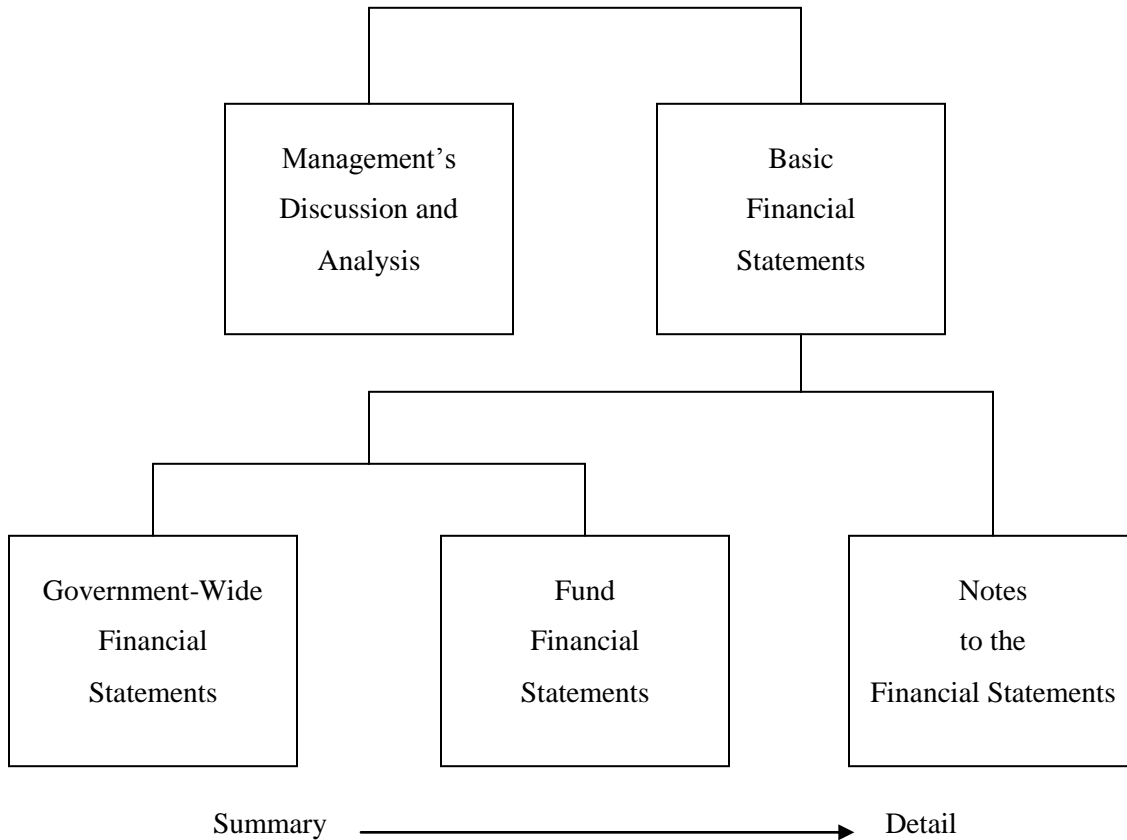 Management’s
Discussion and
Analysis
Basic
Financial
Statements
Government-Wide
Financial
Statements
Fund
Financial
Statements
Notes
to the
Financial Statements
Summary
Detail